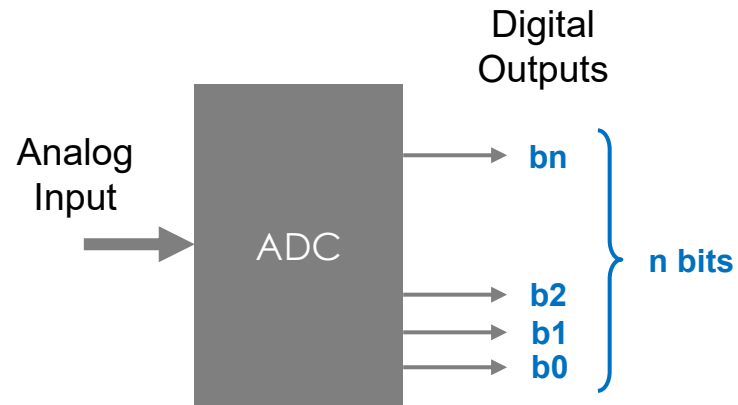 Digital
Outputs
Analog
Input
ADC
bn
b2
b1
b0
n bits